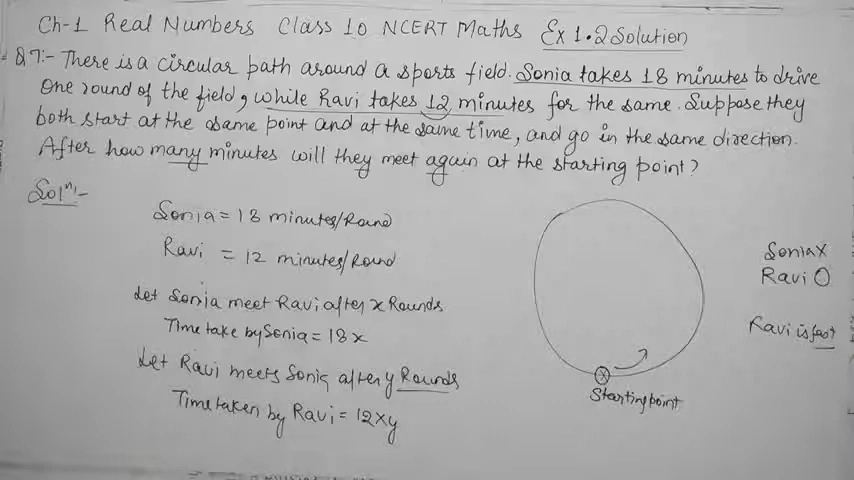 Ch-1 Real Numbers Class 10 NCERT Maths Ex 1.2 Solution
Q7:- There is a circular path around a sports field. Sonia takes 18 minutes to drive
one round of the field, while Ravi takes 12 minutes for the same. Suppose they
both start at the same point and at the same time, and go in the same direction.
After how many minutes will they meet again at the starting point?
Solⁿ:-
Sonia = 18 minutes/Round
Ravi = 12 minutes/Round
Let Sonia meet Ravi after x Rounds
Time take by Sonia = 18x
Let Ravi meets Sonia after y Rounds
Time taken by Ravi = 12xy
Sonia X
Ravi O
Ravi is fast
Starting point